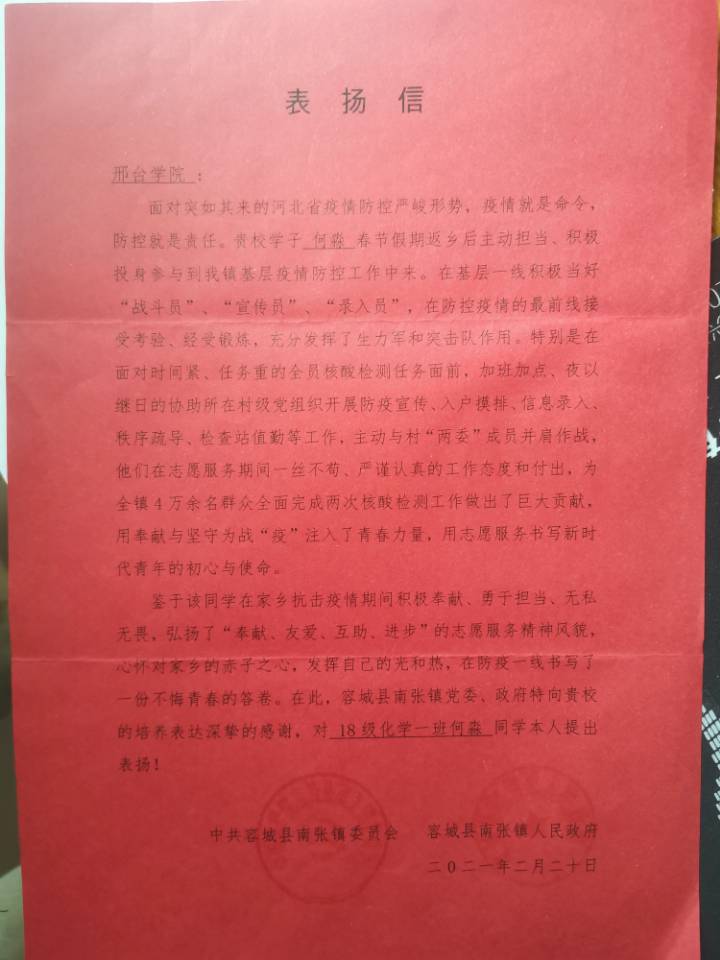 表扬信
邢台学院：
面对突如其来的河北省疫情防控严峻形势，疫情就是命令，
防控就是责任。贵校学子 何淼 春节假期返乡后主动担当、积极
投身参与到我镇基层疫情防控工作中来。在基层一线积极当好
“战斗员”、“宣传员”、“录入员”，在防控疫情的最前线接
受考验、经受锻炼，充分发挥了生力军和突击队作用。特别是在
面对时间紧、任务重的全员核酸检测任务面前，加班加点、夜以
继日的协助所在村级党组织开展防疫宣传、入户摸排、信息录入、
秩序疏导、检查站值勤等工作，主动与村“两委”成员并肩作战，
他们在志愿服务期间一丝不苟、严谨认真的工作态度和付出，为
全镇4万余名群众全面完成两次核酸检测工作做出了巨大贡献，
用奉献与坚守为战“疫”注入了青春力量，用志愿服务书写新时
代青年的初心与使命。
鉴于该同学在家乡抗击疫情期间积极奉献、勇于担当、无私
无畏，弘扬了“奉献、友爱、互助、进步”的志愿服务精神风貌，
心怀对家乡的赤子之心，发挥自己的光和热，在防疫一线书写了
一份不悔青春的答卷。在此，容城县南张镇党委、政府特向贵校
的培养表达深挚的感谢，对 18级化学一班何淼 同学本人提出
表扬！
中共容城县南张镇委员会 容城县南张镇人民政府
二〇二一年二月二十日